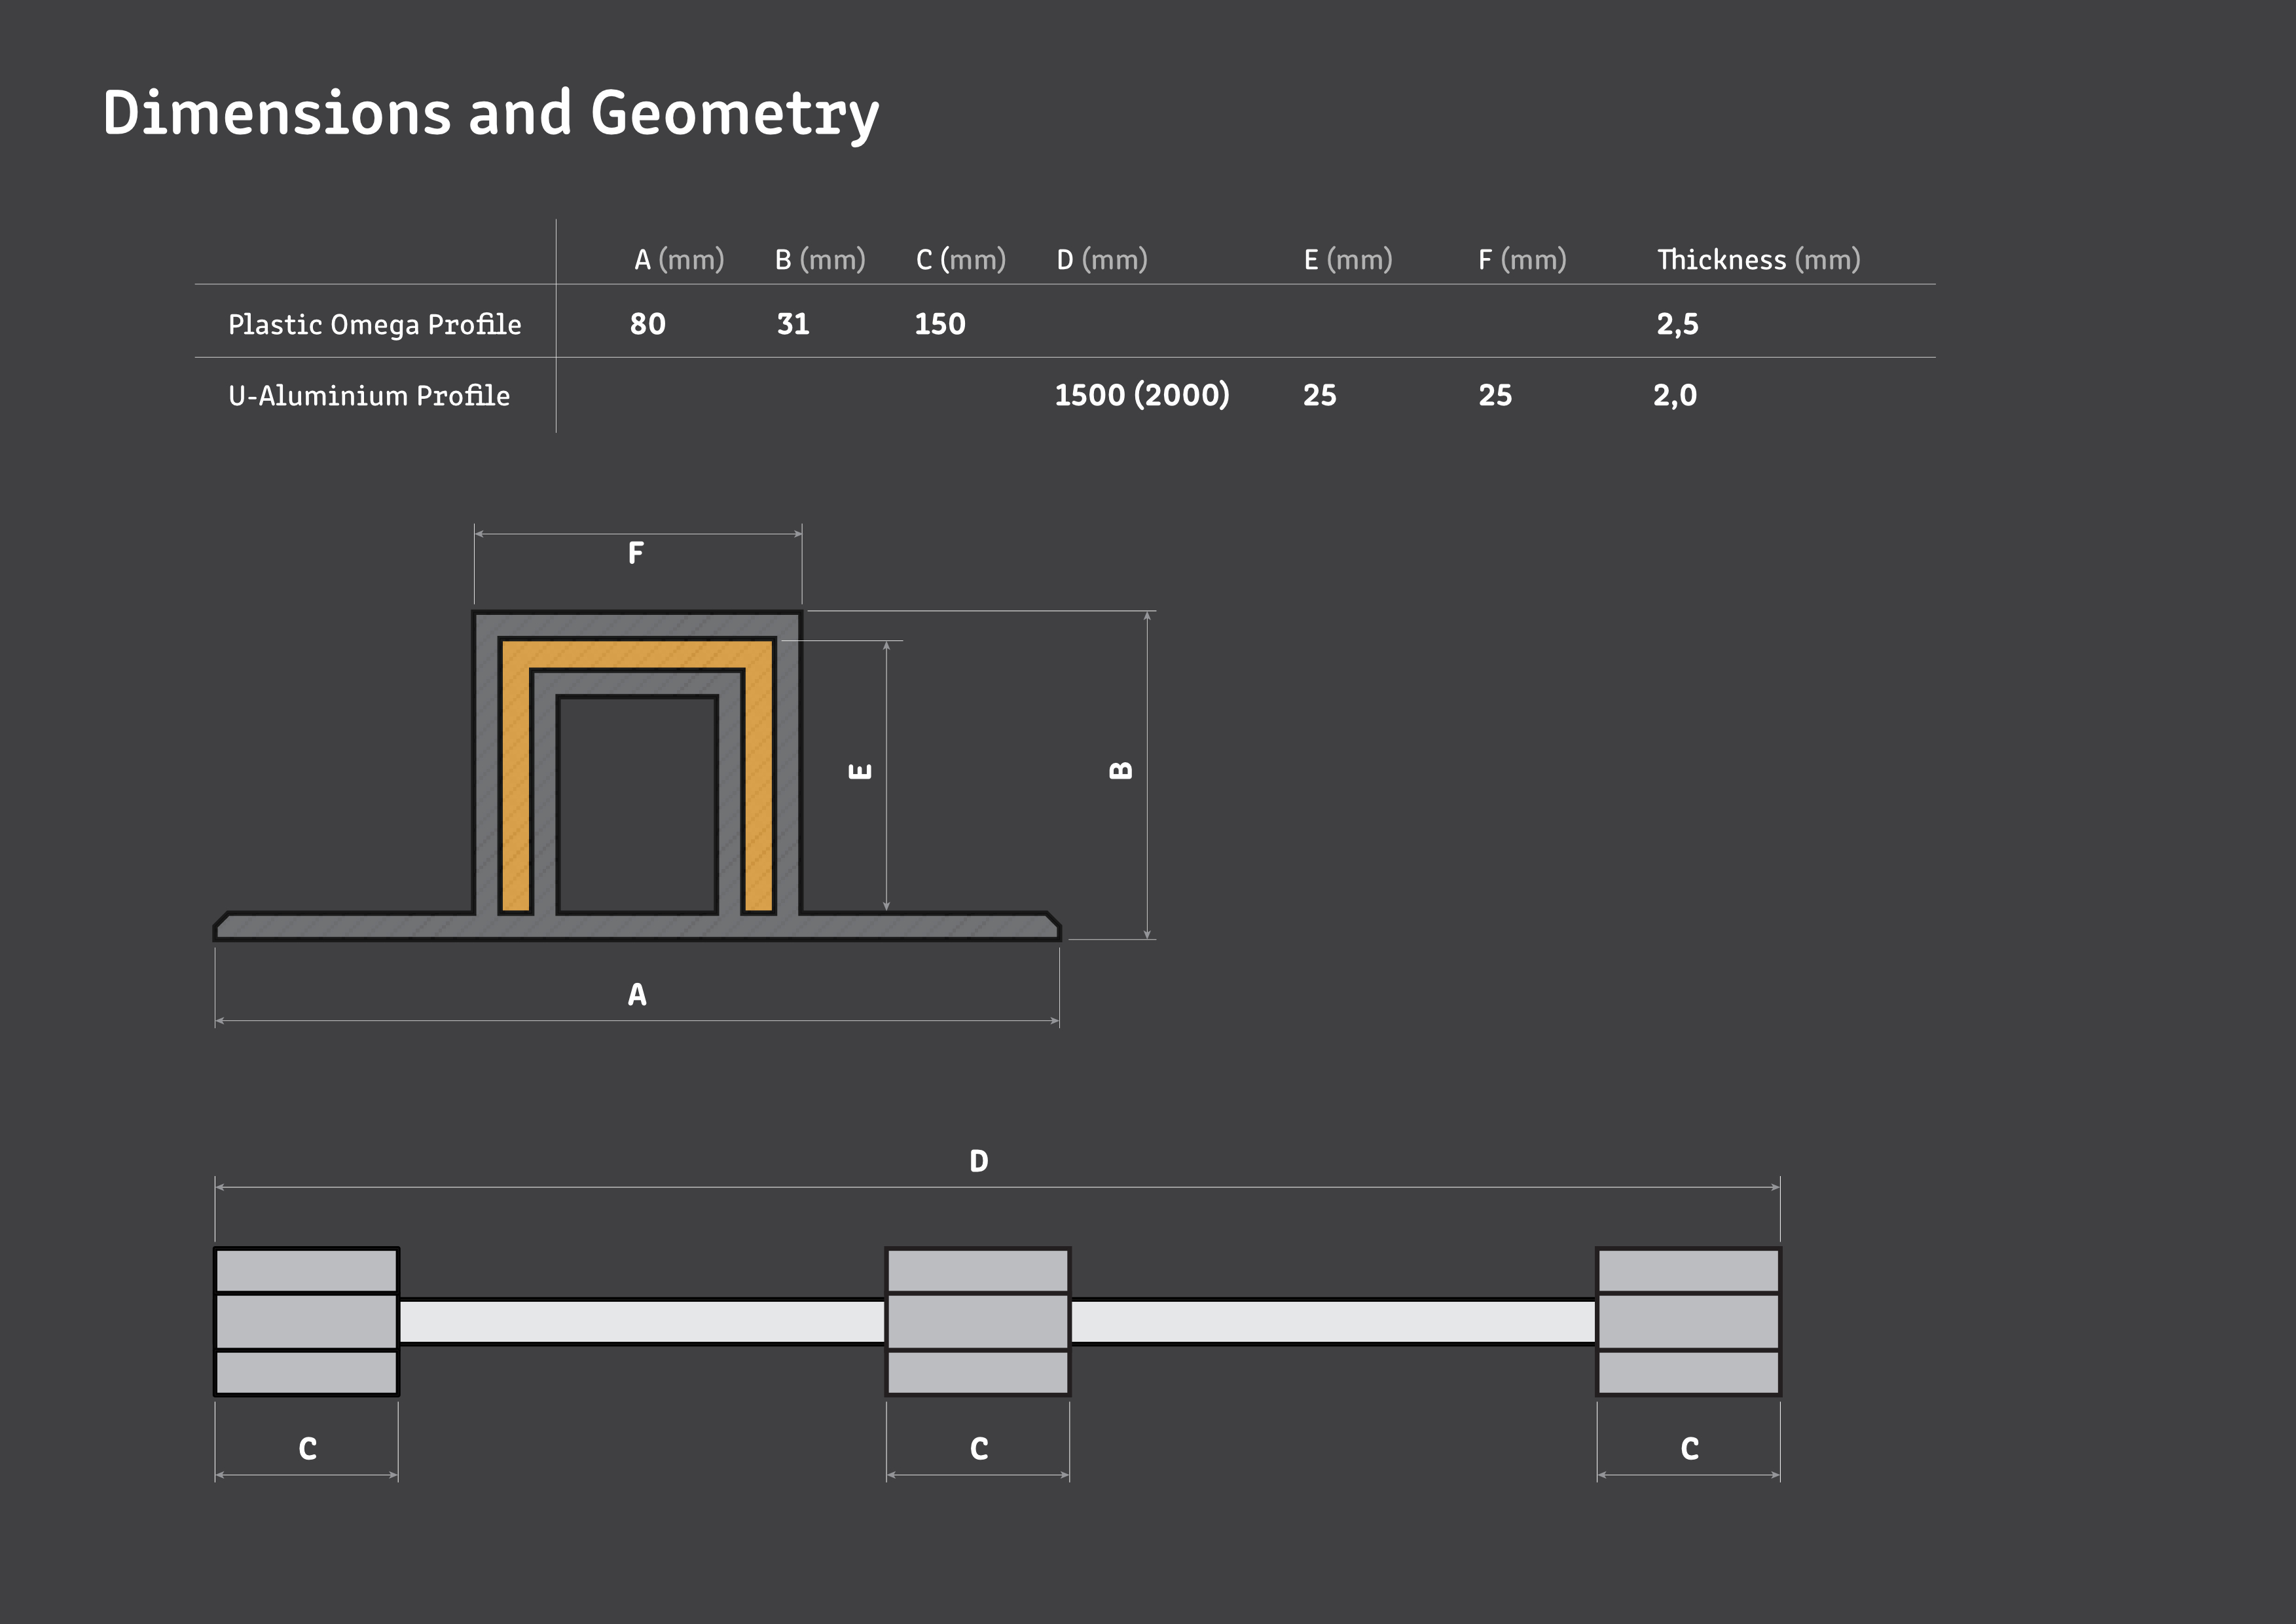 Dimensions and Geometry
A (mm) B (mm) C (mm) D (mm) E (mm) F (mm) Thickness (mm)
Plastic Omega Profile 80 31 150 2,5
U-Aluminium Profile 1500 (2000) 25 25 2,0
F
E
B
A
D
C C C